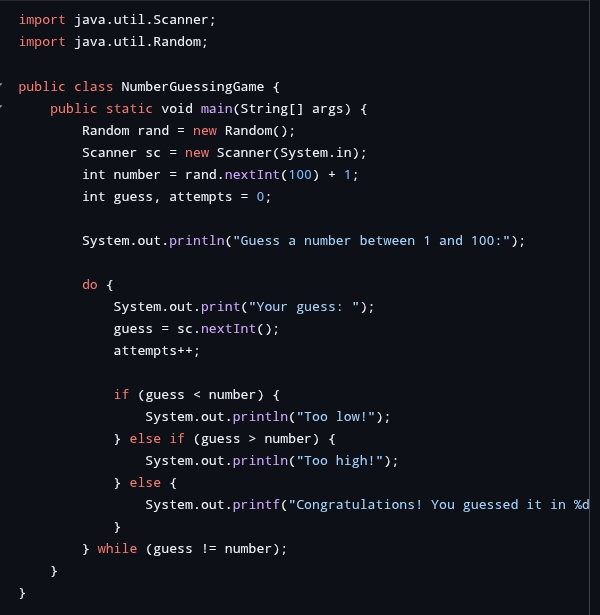 import java.util.Scanner;
import java.util.Random;

public class NumberGuessingGame {
    public static void main(String[] args) {
        Random rand = new Random();
        Scanner sc = new Scanner(System.in);
        int number = rand.nextInt(100) + 1;
        int guess, attempts = 0;

        System.out.println("Guess a number between 1 and 100:");

        do {
            System.out.print("Your guess: ");
            guess = sc.nextInt();
            attempts++;

            if (guess < number) {
                System.out.println("Too low!");
            } else if (guess > number) {
                System.out.println("Too high!");
            } else {
                System.out.printf("Congratulations! You guessed it in %d
            }
        } while (guess != number);
    }
}